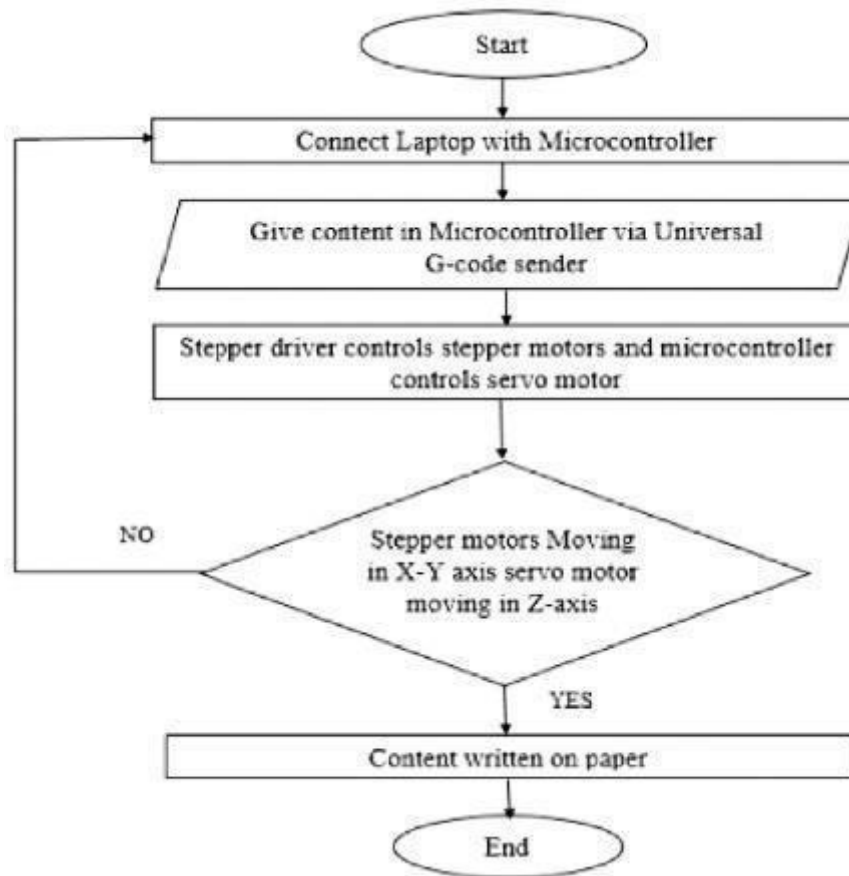 Start
Connect Laptop with Microcontroller
Give content in Microcontroller via Universal
G-code sender
Stepper driver controls stepper motors and microcontroller
controls servo motor
NO
Stepper motors Moving
in X-Y axis servo motor
moving in Z-axis
YES
Content written on paper
End